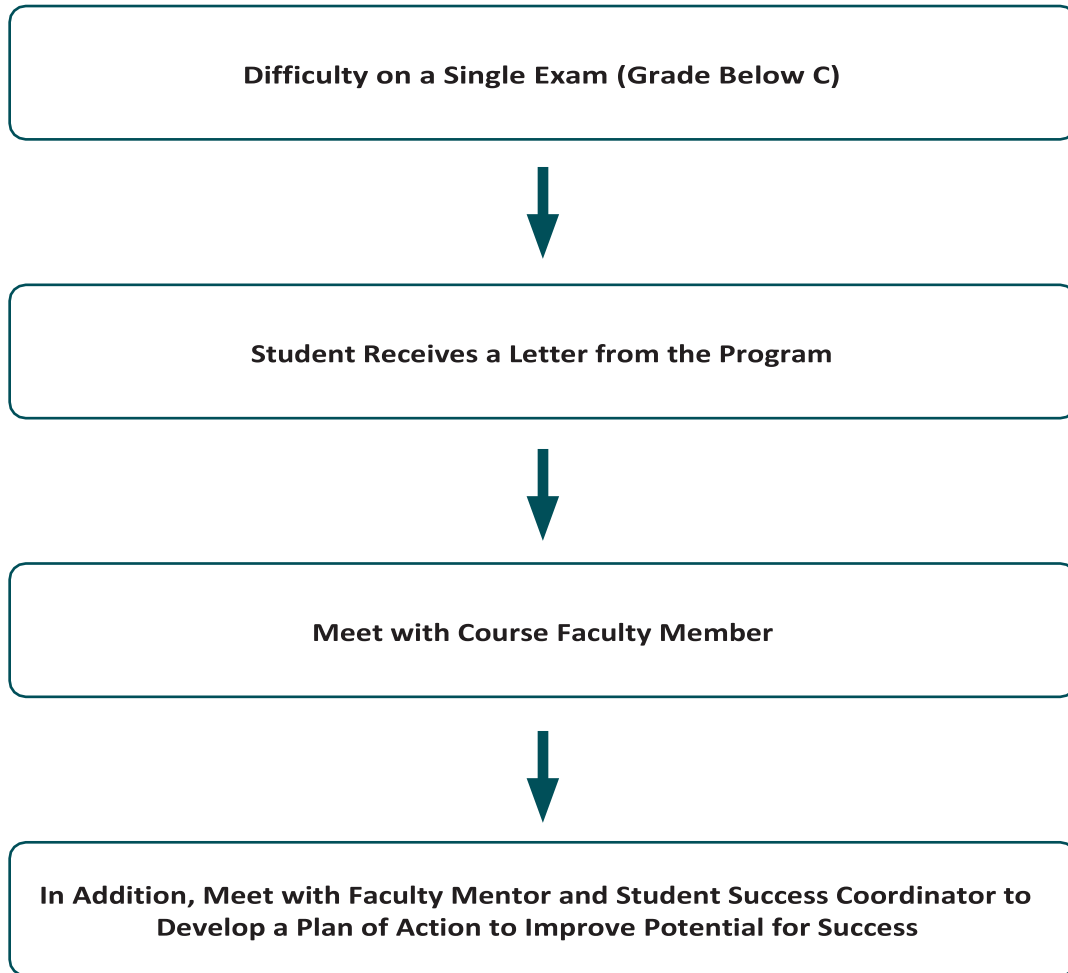 Difficulty on a Single Exam (Grade Below C)
Student Receives a Letter from the Program
Meet with Course Faculty Member
In Addition, Meet with Faculty Mentor and Student Success Coordinator to
Develop a Plan of Action to Improve Potential for Success